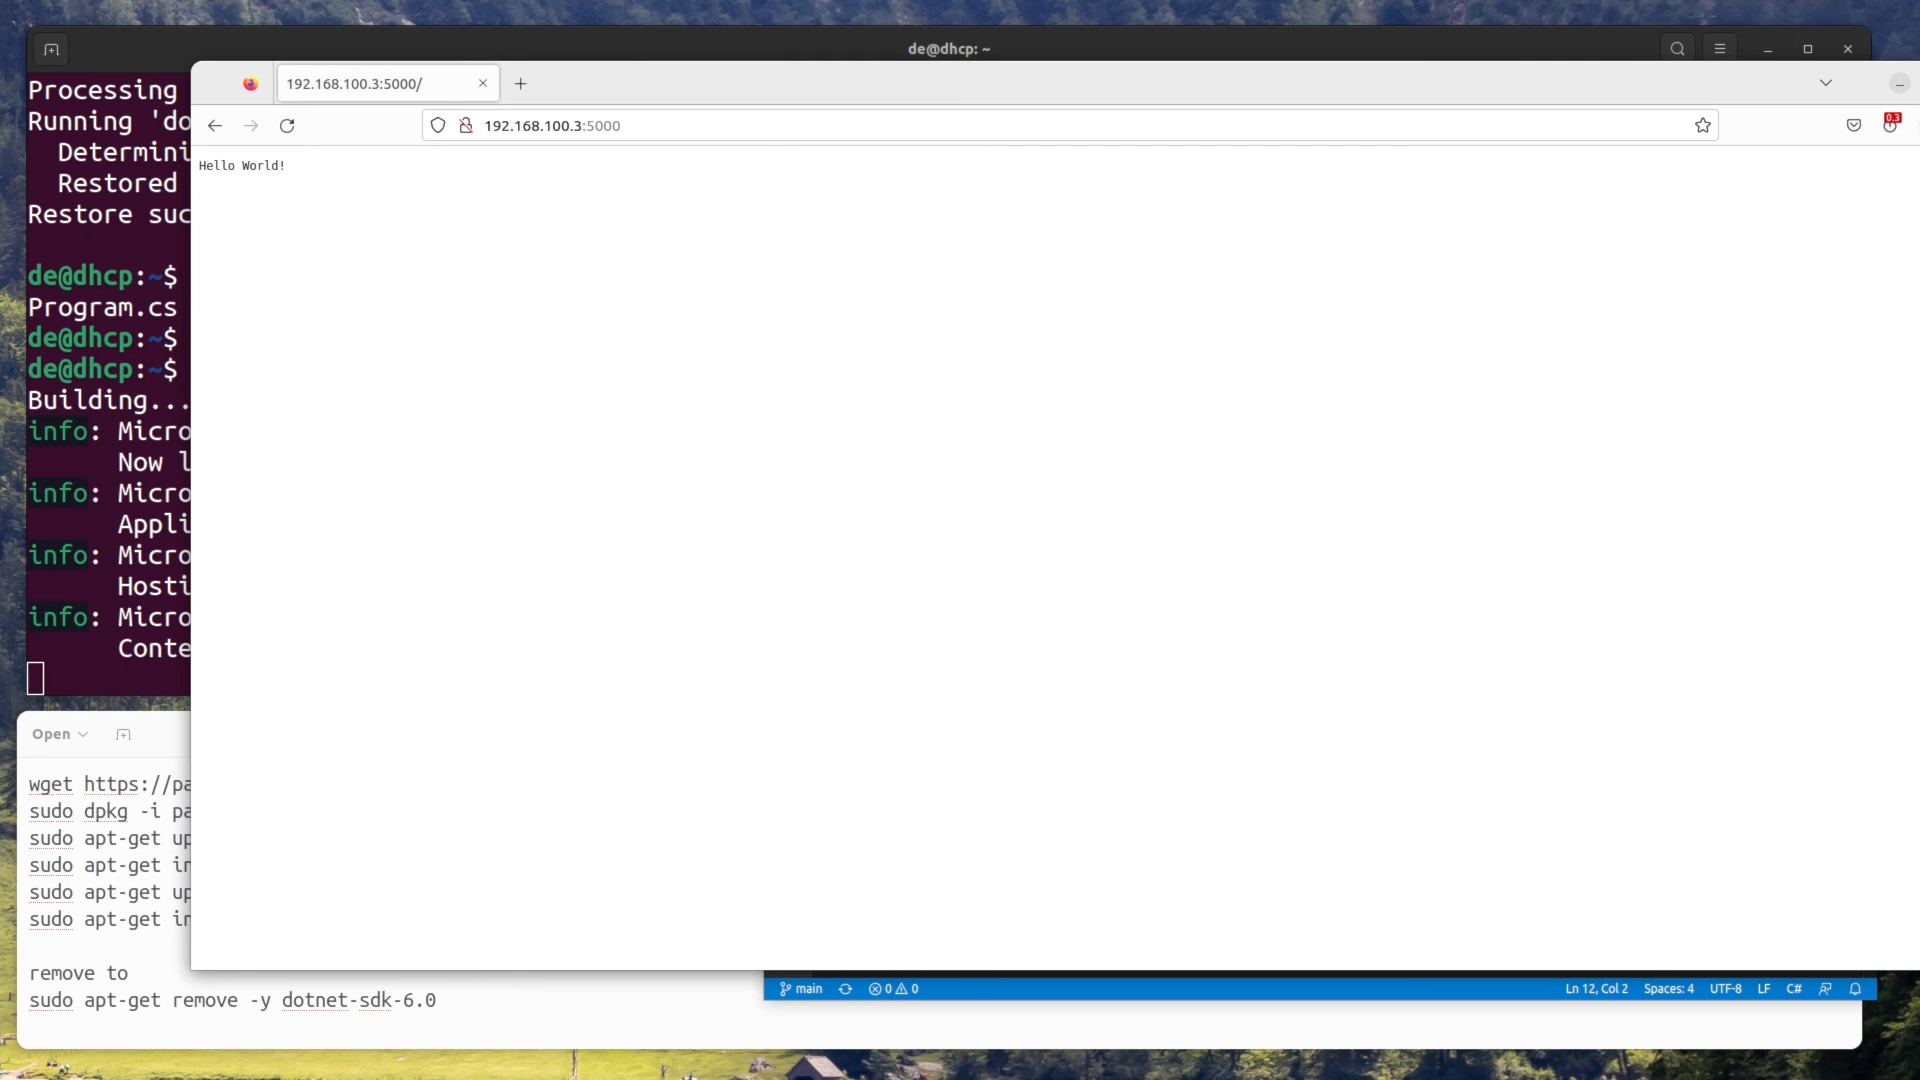 de@dhcp: ~
Processing
Running 'do
Determini
Restored
Restore suc
de@dhcp:~$
Program.cs
de@dhcp:~$
de@dhcp:~$
Building...
info: Micro
Now l
info: Micro
Appli
info: Micro
Hosti
info: Micro
Conte
192.168.100.3:5000/
192.168.100.3:5000
0.3
Hello World!
Open
wget https://pa
sudo dpkg -i pa
sudo apt-get up
sudo apt-get in
sudo apt-get up
sudo apt-get in
remove to
sudo apt-get remove -y dotnet-sdk-6.0
main 0 0 Ln 12, Col 2 Spaces: 4 UTF-8 LF C#